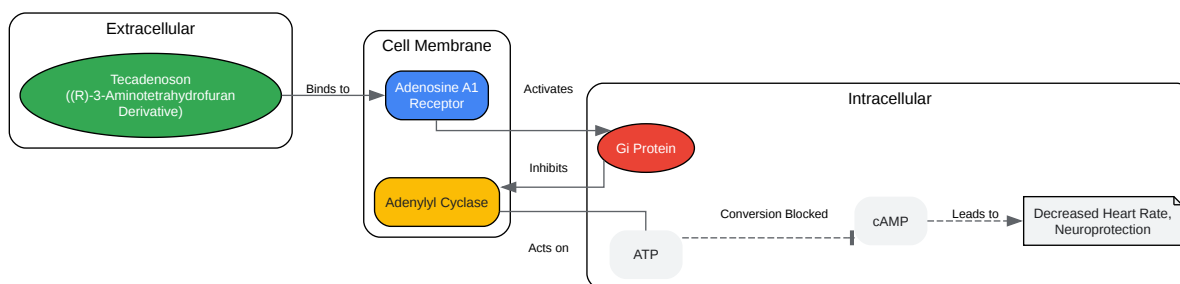 Extracellular
Tecadenoson
((R)-3-Aminotetrahydrofuran
Derivative)
Binds to
Cell Membrane
Adenosine A1
Receptor
Adenylyl Cyclase
Activates
Inhibits
Acts on
Intracellular
Gi Protein
ATP
Conversion Blocked
cAMP
Leads to
Decreased Heart Rate,
Neuroprotection